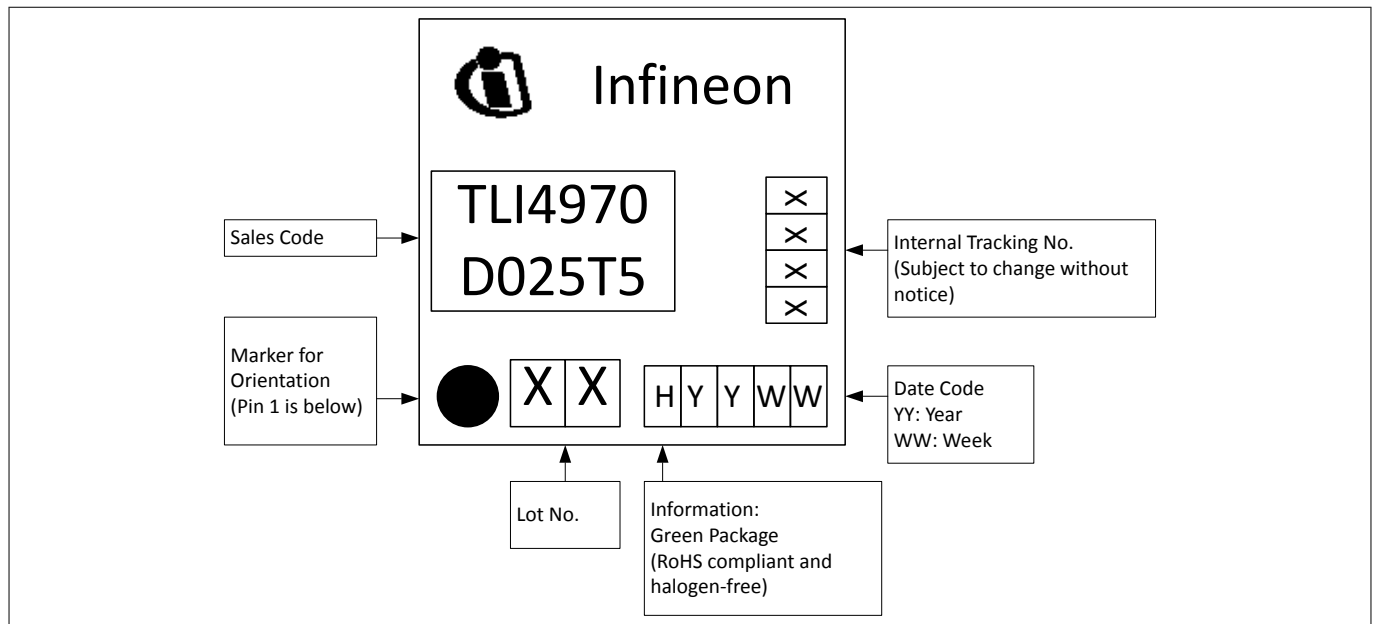 Infineon
TLI4970
D025T5
X
X
X
X
Sales Code
Internal Tracking No.
(Subject to change without
notice)
Marker for
Orientation
(Pin 1 is below)
X X
H Y Y W W
Date Code
YY: Year
WW: Week
Lot No.
Information:
Green Package
(RoHS compliant and
halogen-free)